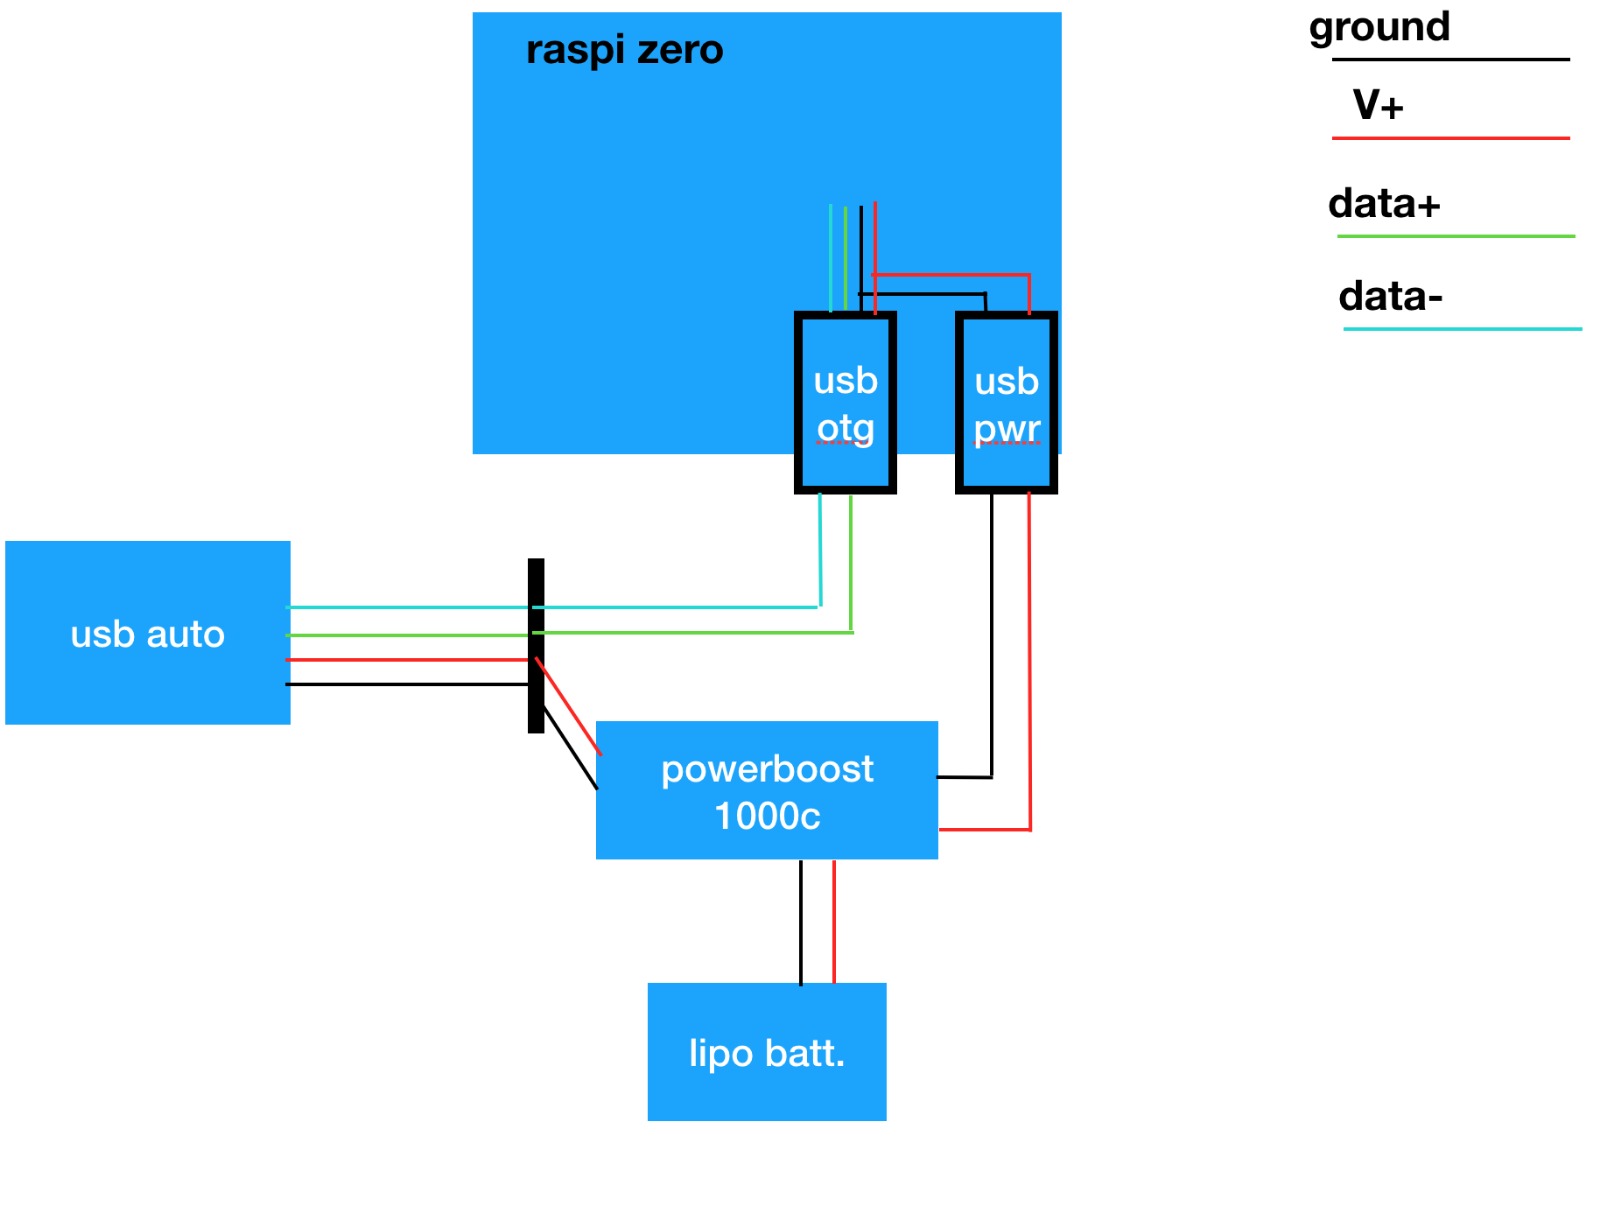 raspi zero
ground
V+
data+
data-
usb
otg
usb
pwr
usb auto
powerboost
1000c
lipo batt.